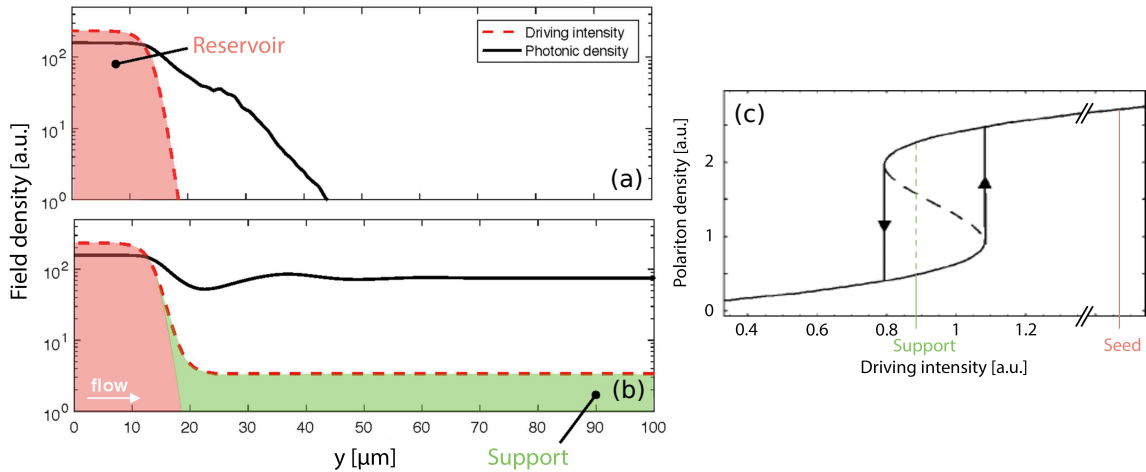 Field density [a.u.]
10²
10¹
10⁰
Reservoir
Driving intensity
Photonic density
(a)
10²
10¹
10⁰
flow
(b)
0 10 20 30 40 50 60 70 80 90 100
y [μm]
Support
(c)
Polariton density [a.u.]
2
1
0
0.4 0.6 0.8 1 1.2
Support
Seed
Driving intensity [a.u.]